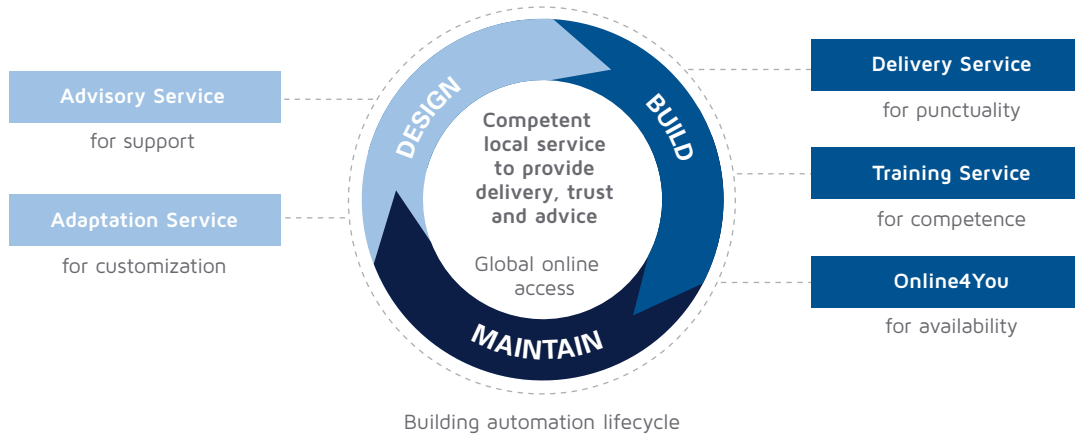 Advisory Service
for support
Adaptation Service
for customization
DESIGN
BUILD
MAINTAIN
Competent
local service
to provide
delivery, trust
and advice
Global online
access
Delivery Service
for punctuality
Training Service
for competence
Online4You
for availability
Building automation lifecycle